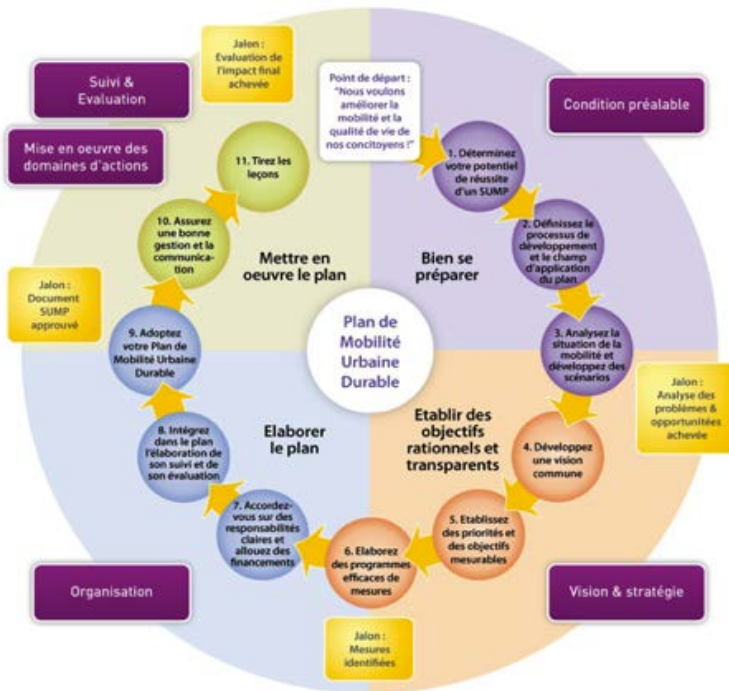 Jalon :
Evaluation de
l'impact final
achevée
Suivi &
Evaluation
Mise en oeuvre des
domaines d'actions
Point de départ :
"Nous voulons
améliorer la
mobilité et la
qualité de vie de
nos concitoyens !"
Condition préalable
1. Déterminez
votre potentiel
de réussite
d'un SUMP
2. Définissez le
processus de
développement
et le champ
d'application
du plan
3. Analysez la
situation de la
mobilité et
développez des
scénarios
Bien se
préparer
Jalon :
Analyse des
problèmes &
opportunitées
achevée
Plan de
Mobilité
Urbaine
Durable
Etablir des
objectifs
rationnels et
transparents
4. Développez
une vision
commune
5. Etablissez
des priorités et
des objectifs
mesurables
6. Elaborez
des programmes
efficaces de
mesures
Vision & stratégie
Jalon :
Mesures
identifiées
Elaborer
le plan
7. Accordez-
vous sur des
responsabilités
claires et
allouez des
financements
8. Intégrez
dans le plan
l'élaboration de
son suivi et de
son évaluation
9. Adoptez
votre Plan de
Mobilité Urbaine
Durable
Organisation
Jalon :
Document
SUMP
approuvé
Mettre en
oeuvre le plan
10. Assurez
une bonne
gestion et la
communica-
tion
11. Tirez les
leçons